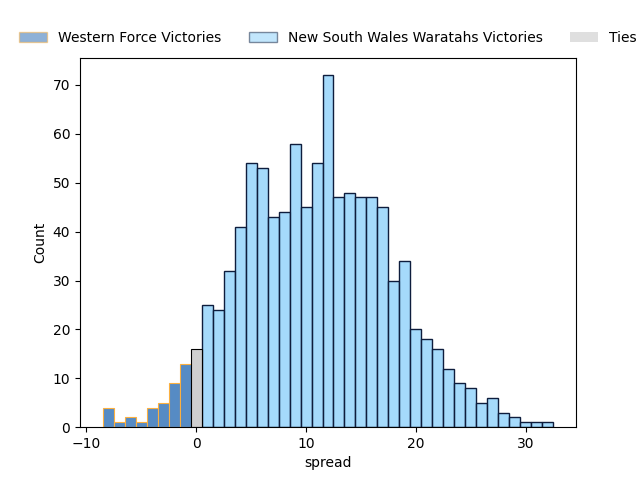 Western Force Victories New South Wales Waratahs Victories Ties
70
60
50
40
30
20
10
0
Count
−10 0 10 20 30
spread